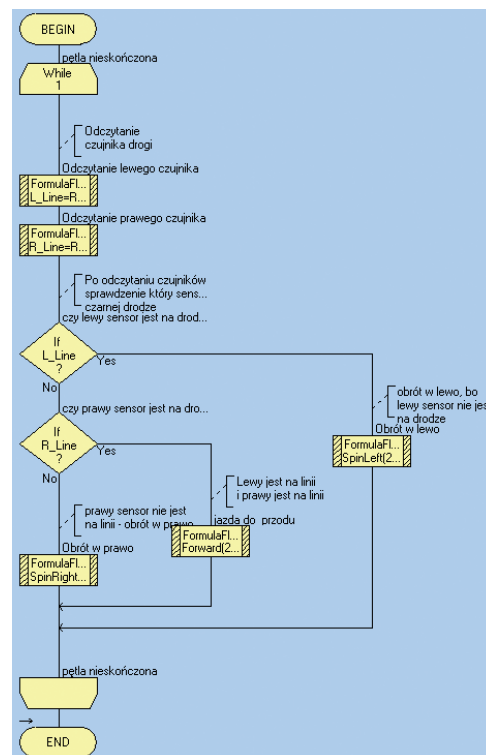 BEGIN
pętla nieskończona
While
1
Odczytanie
czujnika drogi
Odczytanie lewego czujnika
FormulaFl...
L_Line=R...
Odczytanie prawego czujnika
FormulaFl...
R_Line=R...
Po odczytaniu czujników
sprawdzenie który sens...
czarnej drodze
czy lewy sensor jest na drod...
If
L_Line
?
Yes
No
obrót w lewo, bo
lewy sensor nie jes
na drodze
Obrót w lewo
FormulaFl...
SpinLeft(2...
czy prawy sensor jest na dro...
If
R_Line
?
Yes
No
Lewy jest na linii
i prawy jest na linii
jazda do przodu
FormulaFl...
Forward(2...
prawy sensor nie jest
na linii - obrót w prawo
Obrót w prawo
FormulaFl...
SpinRight...
pętla nieskończona
END